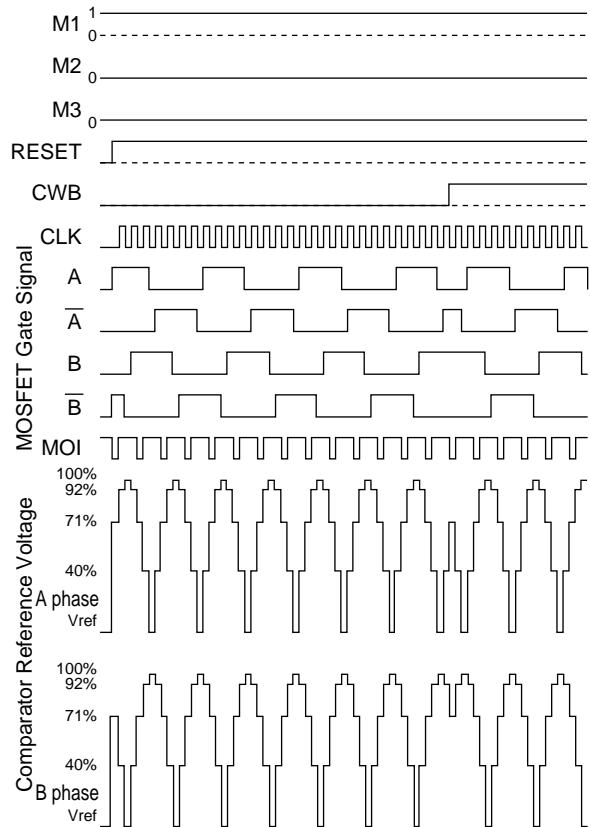 M1 1
0
M2 0
M3 0
RESET
CWB
CLK
MOSFET Gate Signal
A
A̅
B
B̅
MOI
Comparator Reference Voltage
100%
92%
71%
40%
A phase
Vref
100%
92%
71%
40%
B phase
Vref